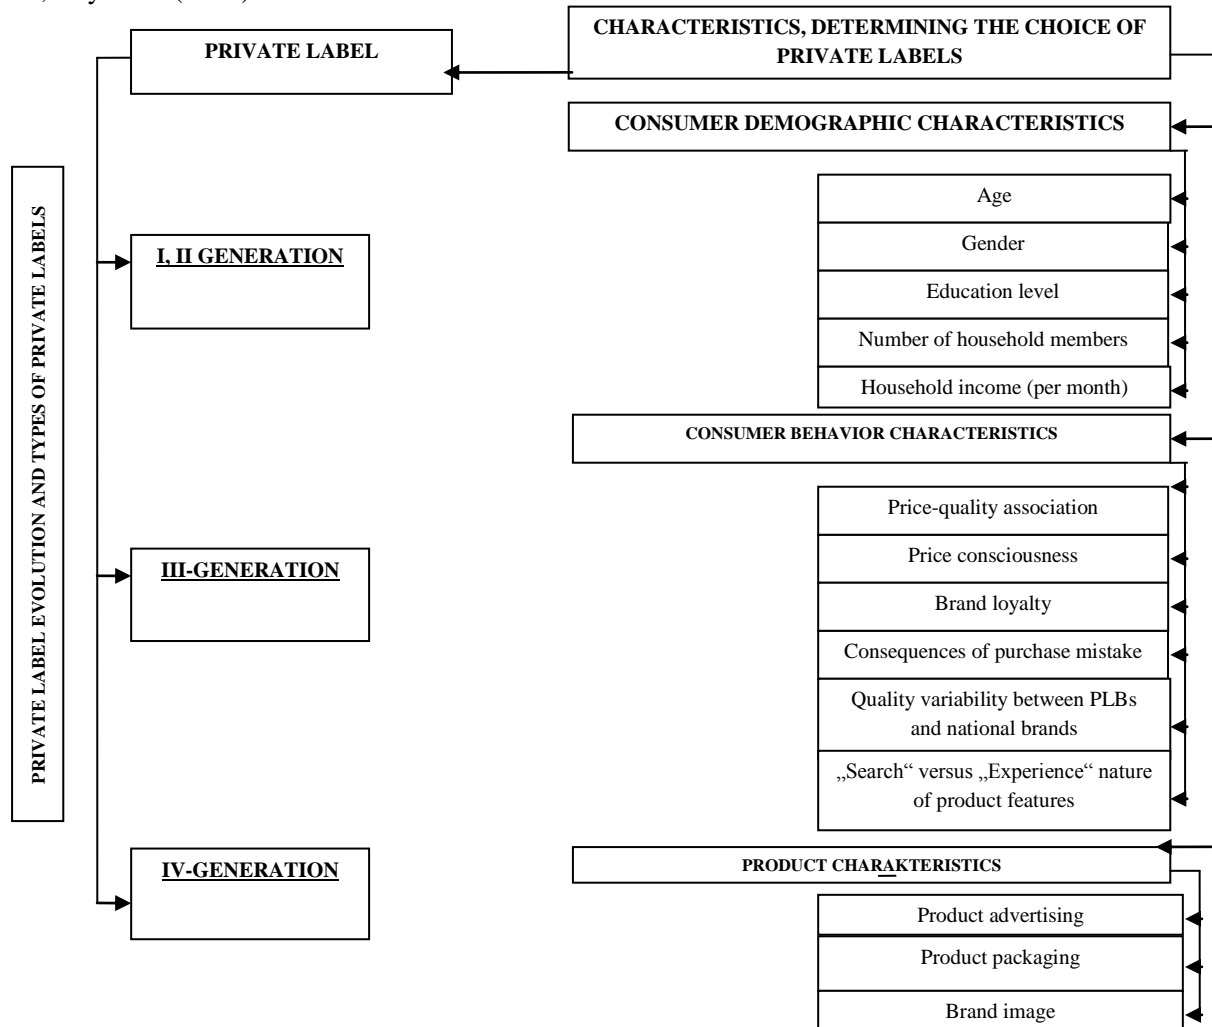 PRIVATE LABEL
CHARACTERISTICS, DETERMINING THE CHOICE OF
PRIVATE LABELS
CONSUMER DEMOGRAPHIC CHARACTERISTICS
Age
Gender
Education level
Number of household members
Household income (per month)
CONSUMER BEHAVIOR CHARACTERISTICS
Price-quality association
Price consciousness
Brand loyalty
Consequences of purchase mistake
Quality variability between PLBs
and national brands
„Search“ versus „Experience“ nature
of product features
PRODUCT CHARAKTERISTICS
Product advertising
Product packaging
Brand image
PRIVATE LABEL EVOLUTION AND TYPES OF PRIVATE LABELS
I, II GENERATION
III-GENERATION
IV-GENERATION